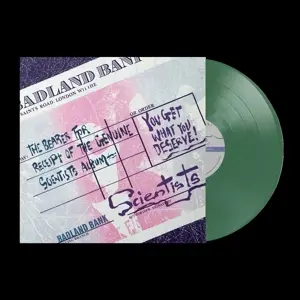 BADLAND BANK
SAINTS ROAD LONDON W11 1HE
OR ORDER
THE BEARER FOR
RECEIPT OF THE GENUINE
SCIENTISTS ALBUM
YOU GET
WHAT YOU
DESERVE!
Scientists
BADLAND BANK